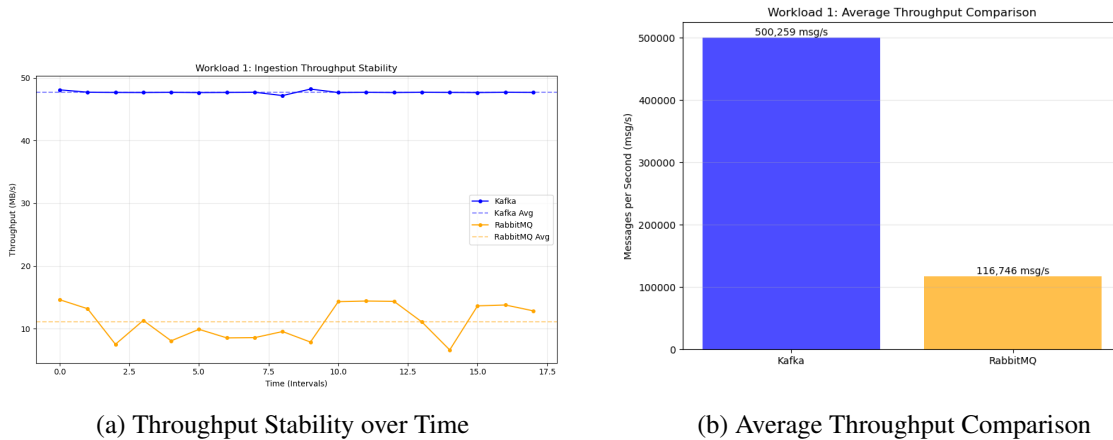 Workload 1: Ingestion Throughput Stability
50
40
30
20
10
Throughput (MB/s)
Kafka
Kafka Avg
RabbitMQ
RabbitMQ Avg
0.0 2.5 5.0 7.5 10.0 12.5 15.0 17.5
Time (Intervals)
(a) Throughput Stability over Time
Workload 1: Average Throughput Comparison
500,259 msg/s
116,746 msg/s
500000
400000
300000
200000
100000
0
Messages per Second (msg/s)
Kafka RabbitMQ
(b) Average Throughput Comparison